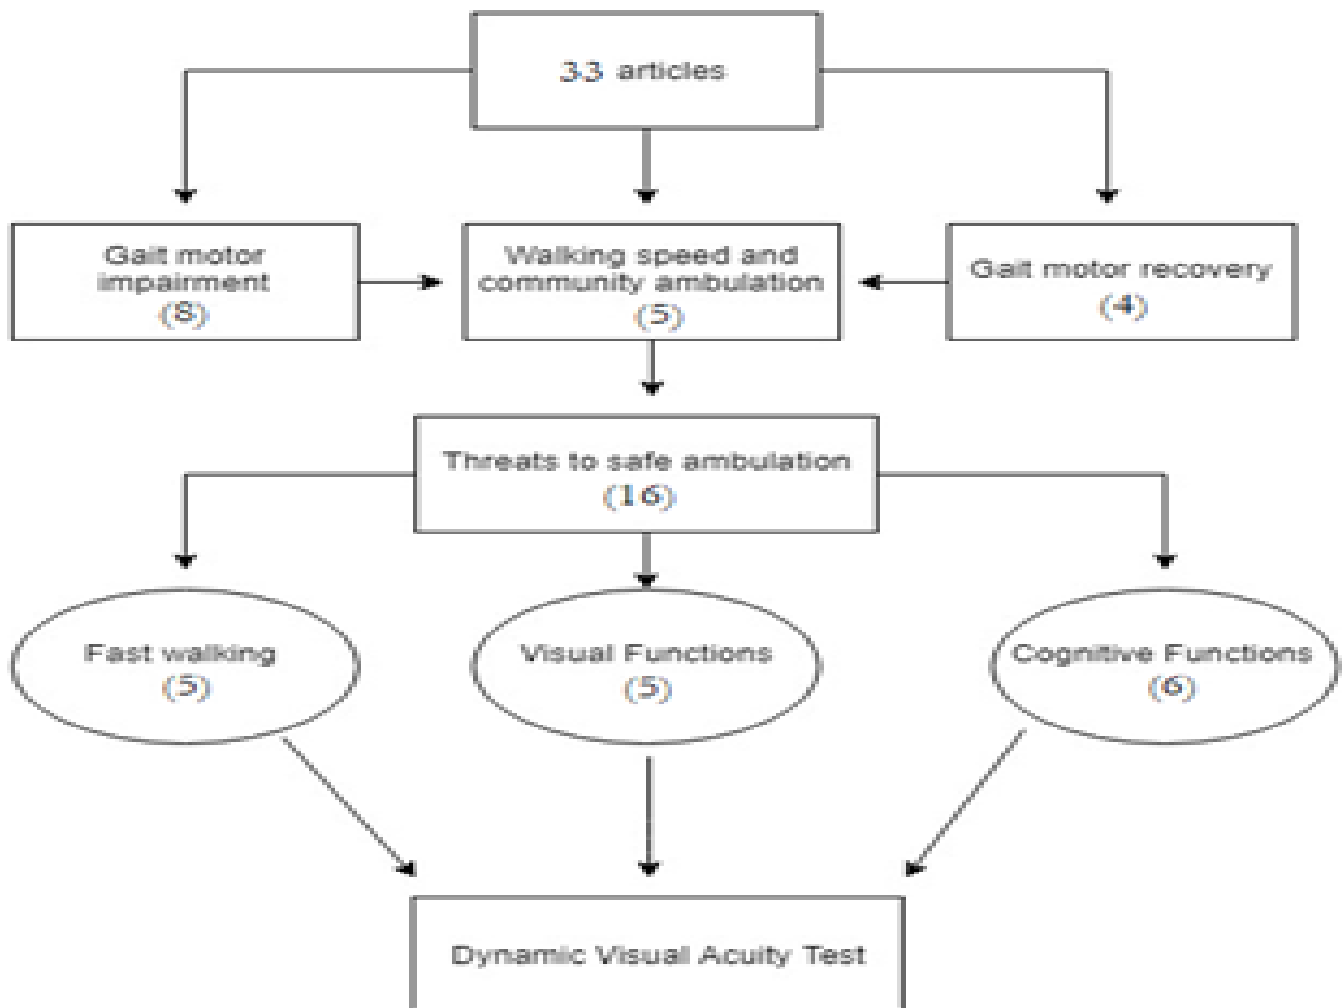 33 articles
Gait motor
impairment
(8)
Walking speed and
community ambulation
(5)
Gait motor recovery
(4)
Threats to safe ambulation
(16)
Fast walking
(5)
Visual Functions
(5)
Cognitive Functions
(6)
Dynamic Visual Acuity Test